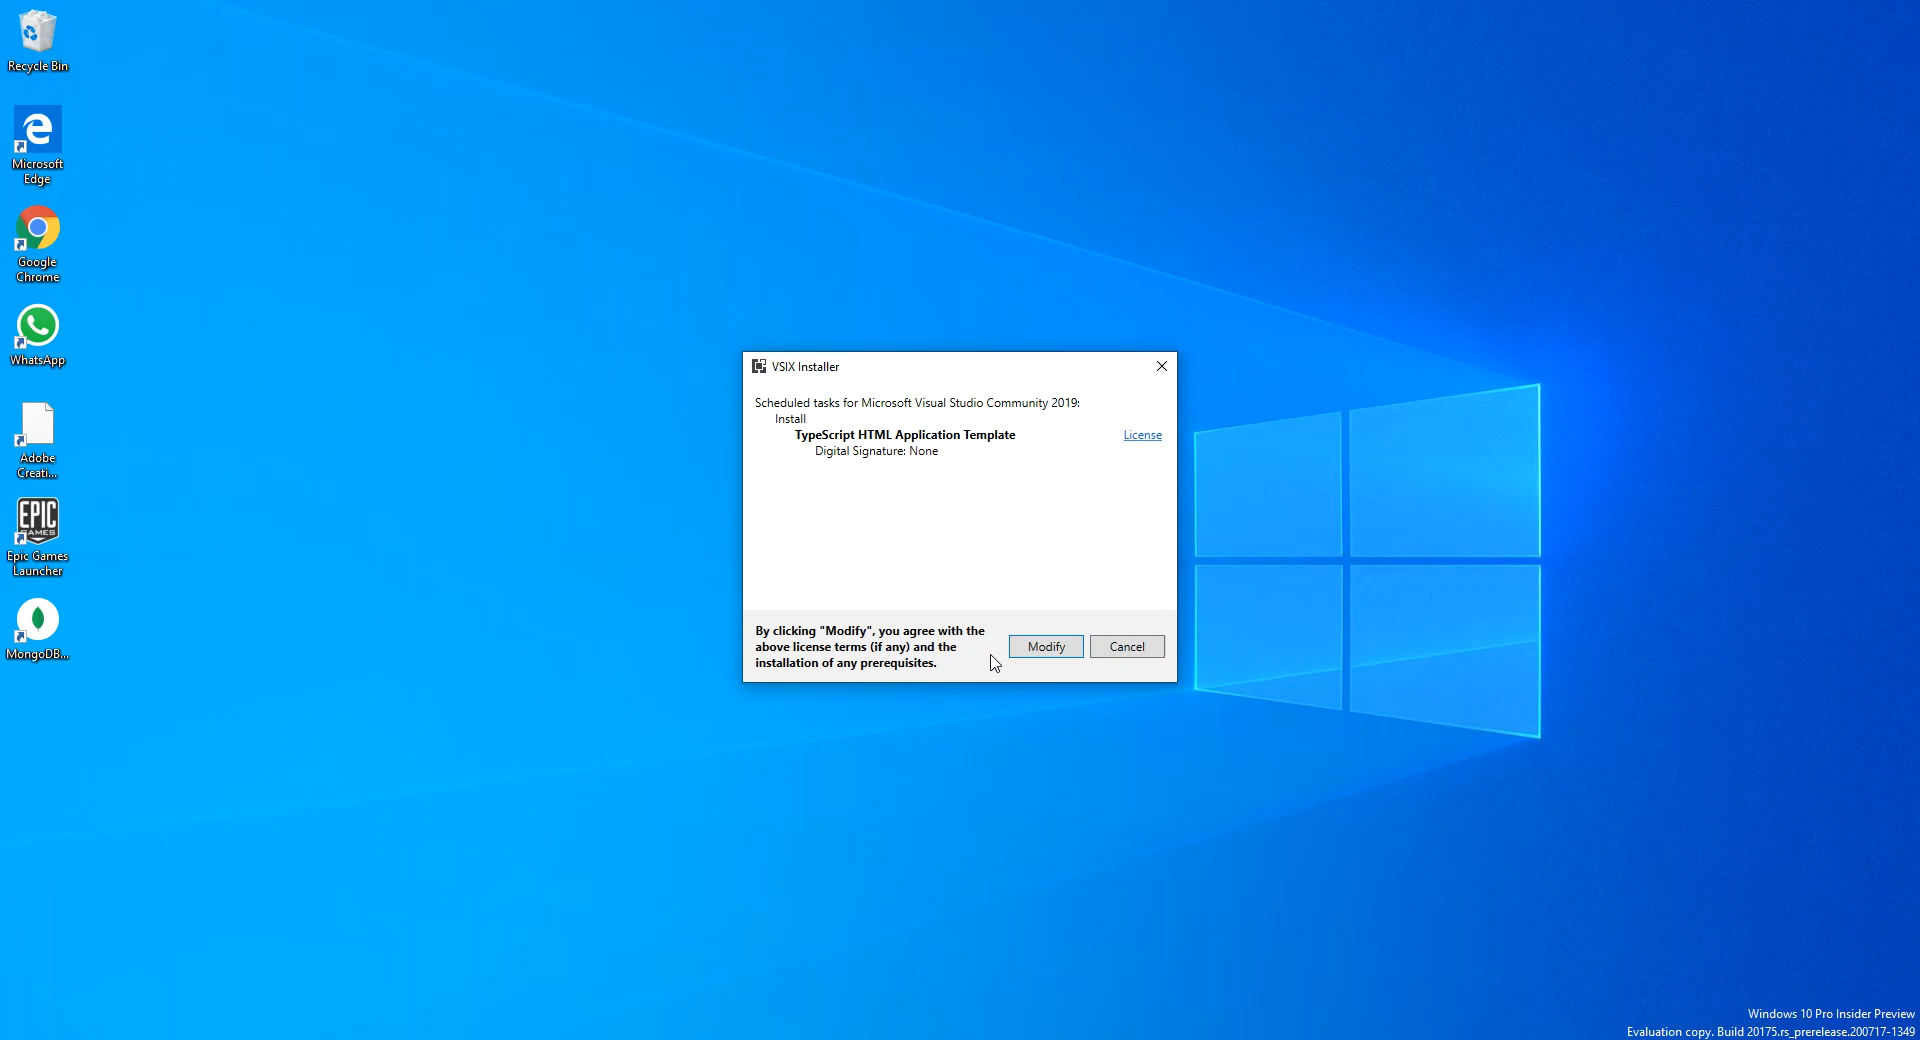 Recycle Bin
Microsoft
Edge
Google
Chrome
WhatsApp
Adobe
Creati...
EPIC
GAMES
Epic Games
Launcher
MongoDB...
VSIX Installer
Scheduled tasks for Microsoft Visual Studio Community 2019:
Install
TypeScript HTML Application Template License
Digital Signature: None
By clicking "Modify", you agree with the
above license terms (if any) and the
installation of any prerequisites.
Modify Cancel
Windows 10 Pro Insider Preview
Evaluation copy. Build 20175.rs_prerelease.200717-1349